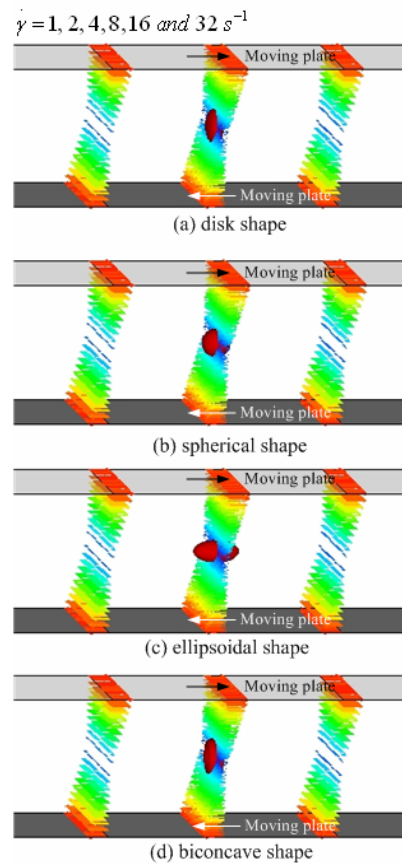 γ̇ = 1, 2, 4, 8, 16 and 32 s⁻¹
Moving plate
Moving plate
(a) disk shape
Moving plate
Moving plate
(b) spherical shape
Moving plate
Moving plate
(c) ellipsoidal shape
Moving plate
Moving plate
(d) biconcave shape